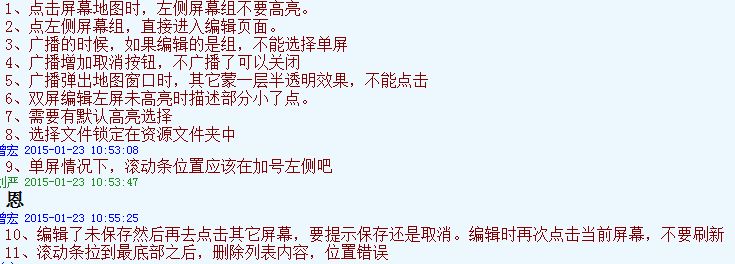 1、点击屏幕地图时，左侧屏幕组不要高亮。
2、点左侧屏幕组，直接进入编辑页面。
3、广播的时候，如果编辑的是组，不能选择单屏
4、广播增加取消按钮，不广播了可以关闭
5、广播弹出地图窗口时，其它蒙一层半透明效果，不能点击
6、双屏编辑左屏未高亮时描述部分小了点。
7、需要有默认高亮选择
8、选择文件锁定在资源文件夹中
曾宏 2015-01-23 10:53:08
9、单屏情况下，滚动条位置应该在加号左侧吧
刘严 2015-01-23 10:53:47
恩
曾宏 2015-01-23 10:55:25
10、编辑了未保存然后再去点击其它屏幕，要提示保存还是取消。编辑时再次点击当前屏幕，不要刷新
11、滚动条拉到最底部之后，删除列表内容，位置错误